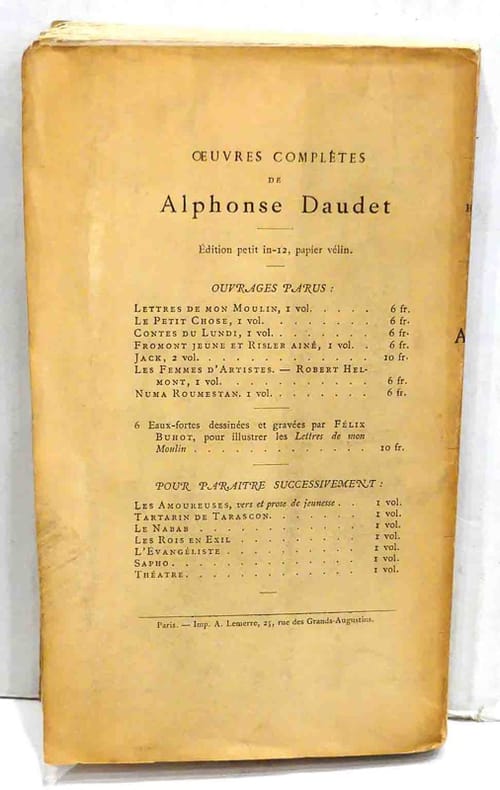 ŒUVRES COMPLÈTES
DE
Alphonse Daudet
Édition petit in-12, papier vélin.
OUVRAGES PARUS :
LETTRES DE MON MOULIN, 1 vol. . . . . 6 fr.
LE PETIT CHOSE, 1 vol. . . . . . . . . 6 fr.
CONTES DU LUNDI, 1 vol. . . . . . . . 6 fr.
FROMONT JEUNE ET RISLER AINÉ, 1 vol. . . 6 fr.
JACK, 2 vol. . . . . . . . . . . . . 10 fr.
LES FEMMES D'ARTISTES. — ROBERT HEL-
MONT, 1 vol. . . . . . . . . . . . 6 fr.
NUMA ROUMESTAN. 1 vol. . . . . . . . 6 fr.
6 Eaux-fortes dessinées et gravées par FÉLIX
BUHOT, pour illustrer les Lettres de mon
Moulin . . . . . . . . . . . . . 10 fr.
POUR PARAITRE SUCCESSIVEMENT :
LES AMOUREUSES, vers et prose de jeunesse . . 1 vol.
TARTARIN DE TARASCON. . . . . . . . 1 vol.
LE NABAB . . . . . . . . . . . . . 1 vol.
LES ROIS EN EXIL . . . . . . . . . . 1 vol.
L'EVANGÉLISTE . . . . . . . . . . . 1 vol.
SAPHO. . . . . . . . . . . . . . . 1 vol.
THÉATRE. . . . . . . . . . . . . . 1 vol.
Paris. — Imp. A. Lemerre, 25, rue des Grands-Augustins.